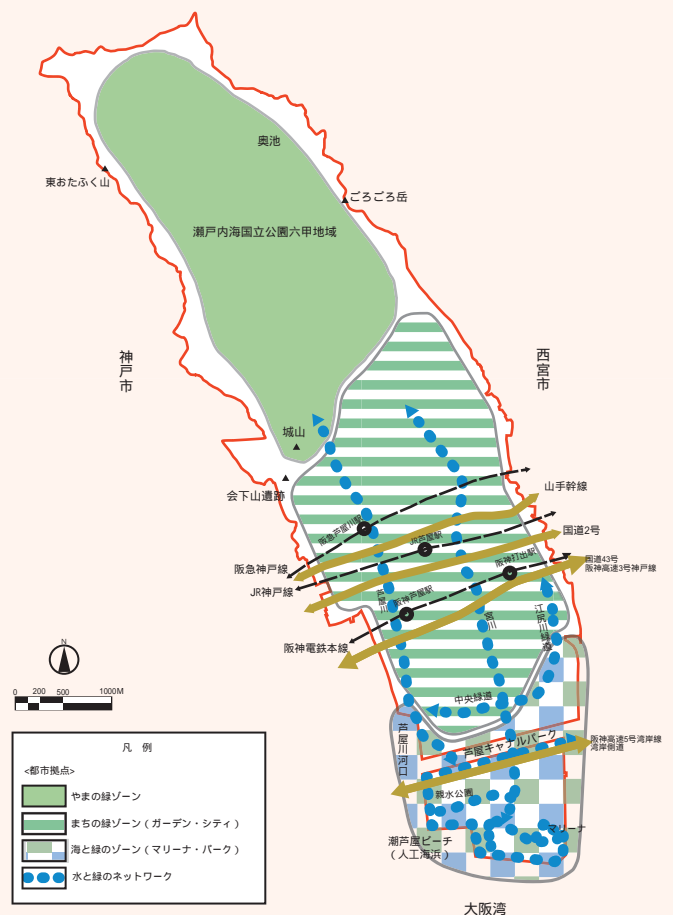 奥池
東おたふく山
ごろごろ岳
瀬戸内海国立公園六甲地域
神戸市
西宮市
城山
会下山遺跡
山手幹線
阪急芦屋川駅
JR芦屋駅
国道2号
阪神打出駅
国道43号
阪神高速3号神戸線
阪急神戸線
JR神戸線
芦屋川
阪神芦屋駅
宮川
江尻川緑道
阪神電鉄本線
N
0 200 500 1000M
中央緑道
芦屋川河口
芦屋キャナルパーク
阪神高速5号湾岸線
湾岸側道
親水公園
マリーナ
潮芦屋ビーチ
(人工海浜)
大阪湾
凡 例
<都市拠点>
やまの緑ゾーン
まちの緑ゾーン(ガーデン・シティ)
海と緑のゾーン(マリーナ・パーク)
水と緑のネットワーク